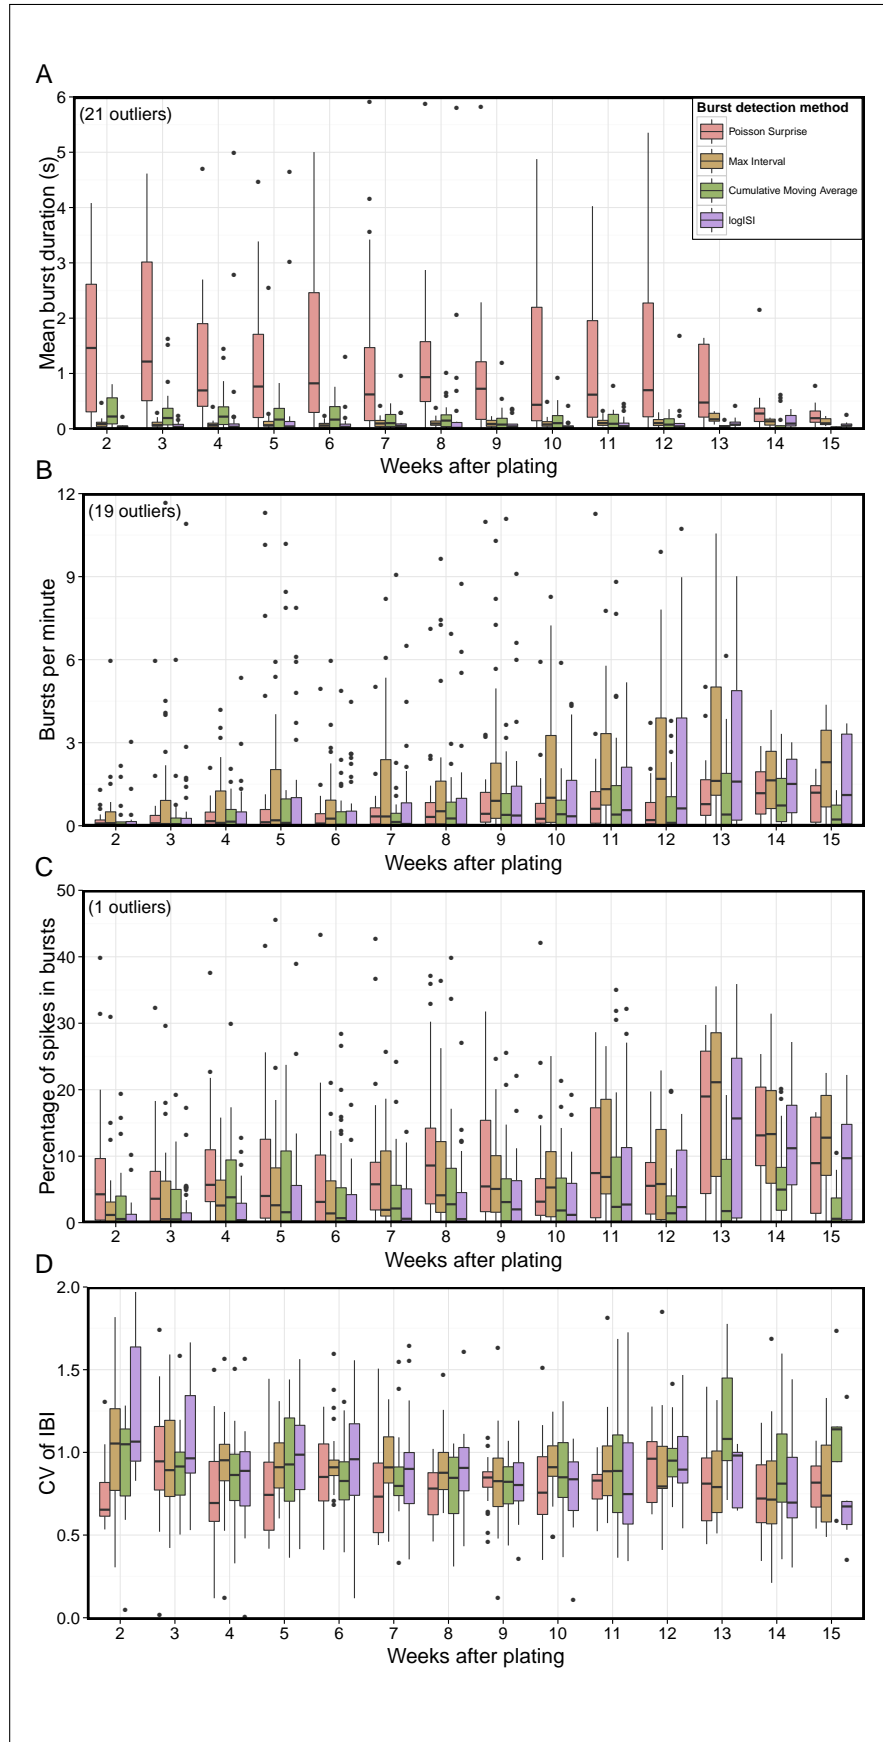 A
(21 outliers)
Burst detection method
Poisson Surprise
Max Interval
Cumulative Moving Average
logISI
Mean burst duration (s)
6
5
4
3
2
1
0
2 3 4 5 6 7 8 9 10 11 12 13 14 15
Weeks after plating
B
(19 outliers)
Bursts per minute
12
9
6
3
0
2 3 4 5 6 7 8 9 10 11 12 13 14 15
Weeks after plating
C
(1 outliers)
Percentage of spikes in bursts
50
40
30
20
10
0
2 3 4 5 6 7 8 9 10 11 12 13 14 15
Weeks after plating
D
CV of IBI
2.0
1.5
1.0
0.5
0.0
2 3 4 5 6 7 8 9 10 11 12 13 14 15
Weeks after plating